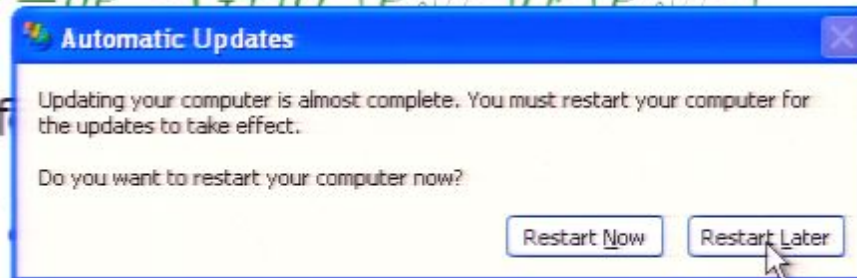 Automatic Updates
Updating your computer is almost complete. You must restart your computer for
the updates to take effect.
Do you want to restart your computer now?
Restart Now Restart Later